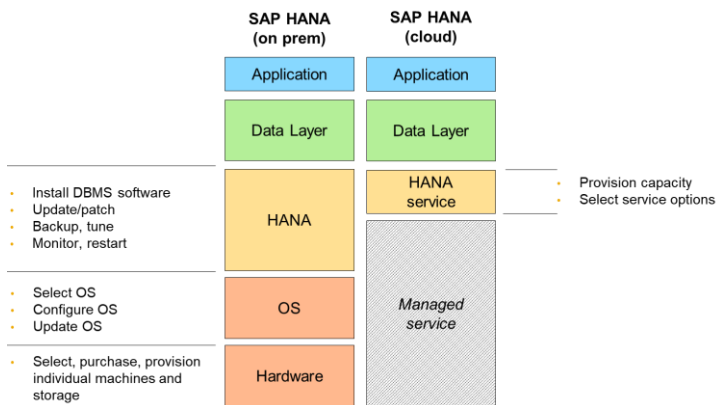 SAP HANA
(on prem)
SAP HANA
(cloud)
Application
Application
Data Layer
Data Layer
• Install DBMS software
• Update/patch
• Backup, tune
• Monitor, restart
HANA
HANA
service
• Provision capacity
• Select service options
• Select OS
• Configure OS
• Update OS
OS
Managed
service
• Select, purchase, provision
individual machines and
storage
Hardware